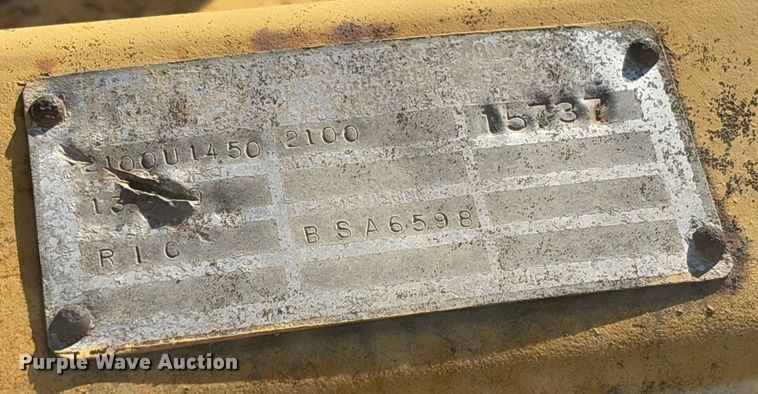 2100U1450 2100 15737
RIC BSA6598
Purple Wave Auction